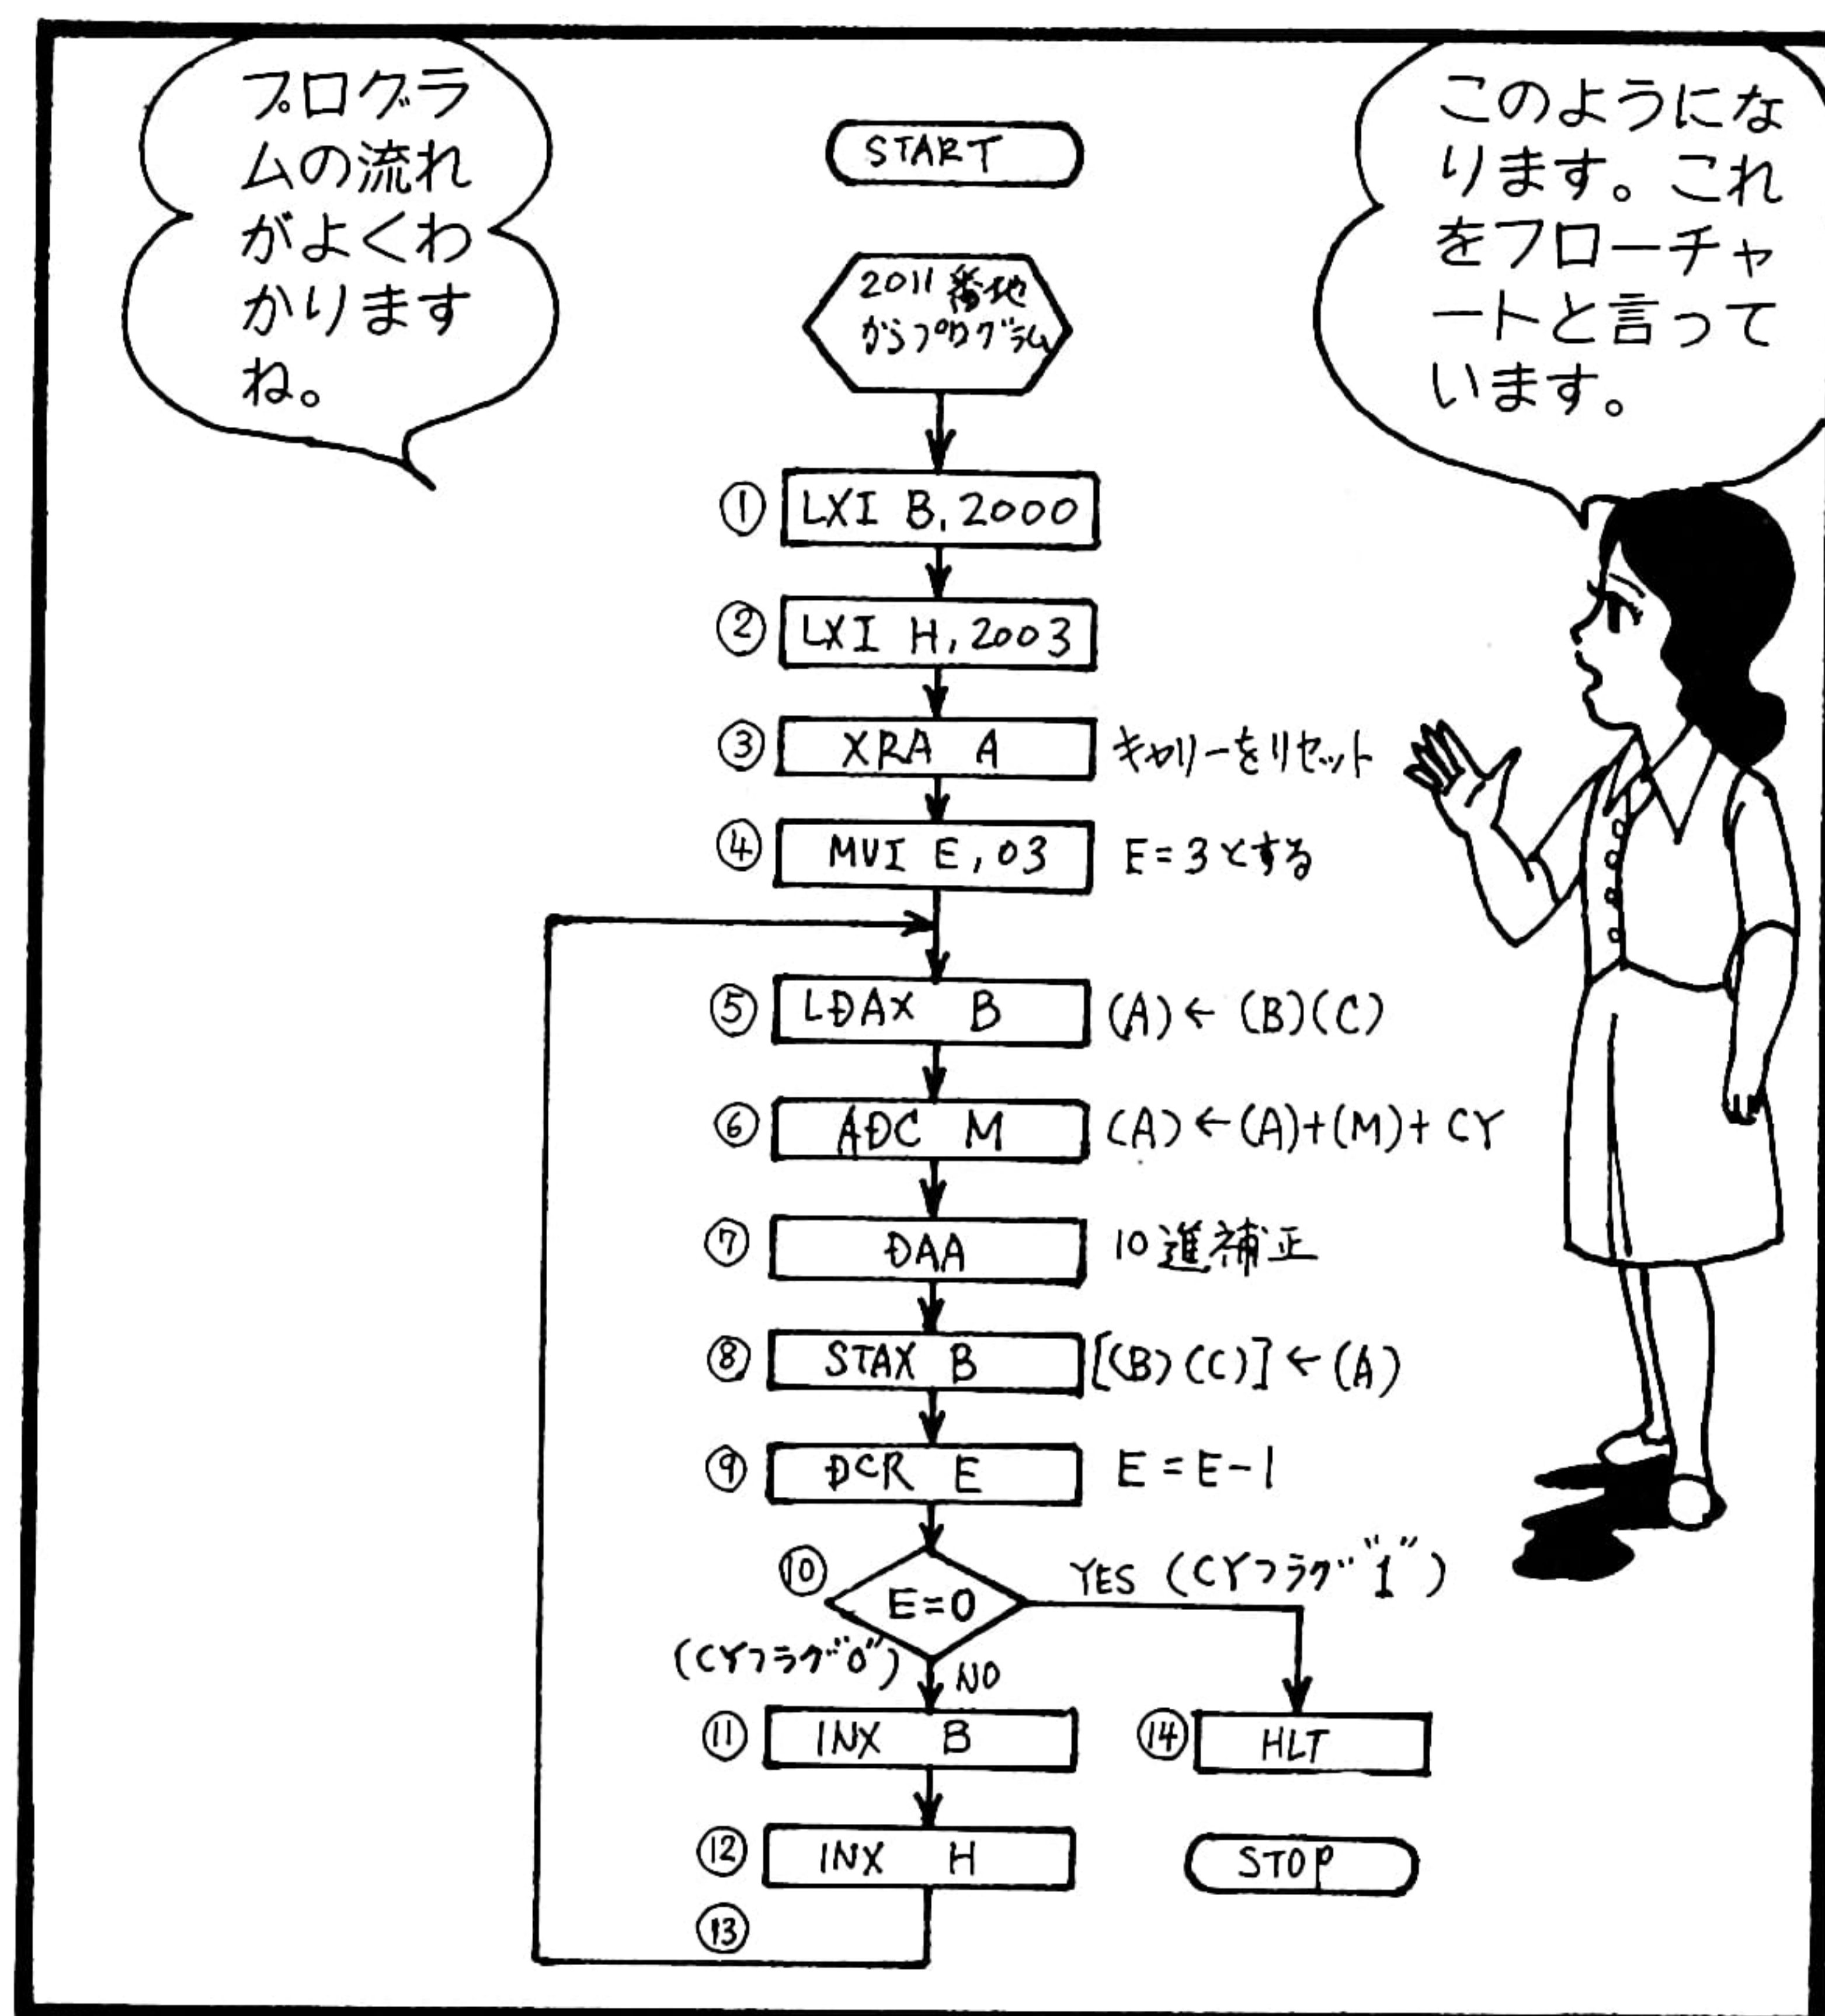 プログラ
ムの流れ
がよくわ
かります
ね。
このようにな
ります。これ
をフローチャ
ートと言って
います。
START
2011番地
からプログラム
① LXI B, 2000
② LXI H, 2003
③ XRA A キャリーをリセット
④ MVI E, 03 E=3とする
⑤ LDAX B (A)←(B)(C)
⑥ ADC M (A)←(A)+(M)+CY
⑦ DAA 10進補正
⑧ STAX B [(B)(C)]←(A)
⑨ DCR E E=E-1
⑩ E=0 YES (CYフラグ"1")
(CYフラグ"0") NO
⑪ INX B
⑭ HLT
⑫ INX H
STOP
⑬